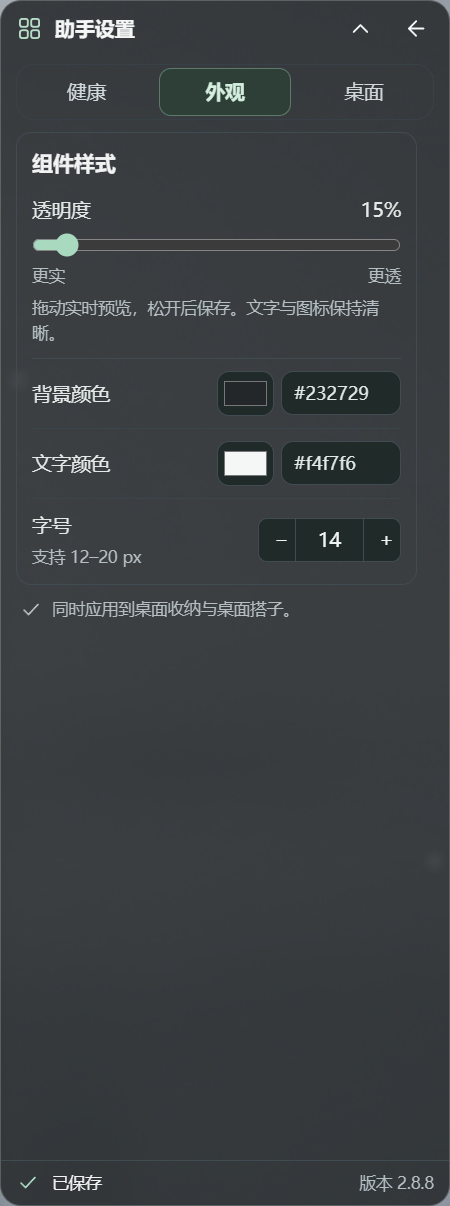 助手设置
健康 外观 桌面
组件样式
透明度 15%
更实 更透
拖动实时预览，松开后保存。文字与图标保持清
晰。
背景颜色 #232729
文字颜色 #f4f7f6
字号
支持 12–20 px
− 14 +
同时应用到桌面收纳与桌面搭子。
已保存 版本 2.8.8